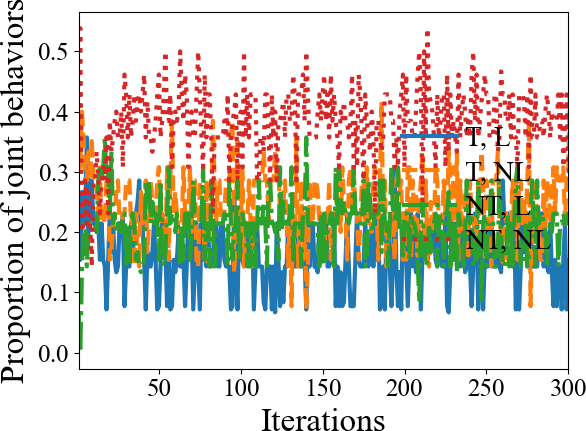 Proportion of joint behaviors
0.5
0.4
0.3
0.2
0.1
0.0
T, L
T, NL
NT, L
NT, NL
50
100
150
200
250
300
Iterations